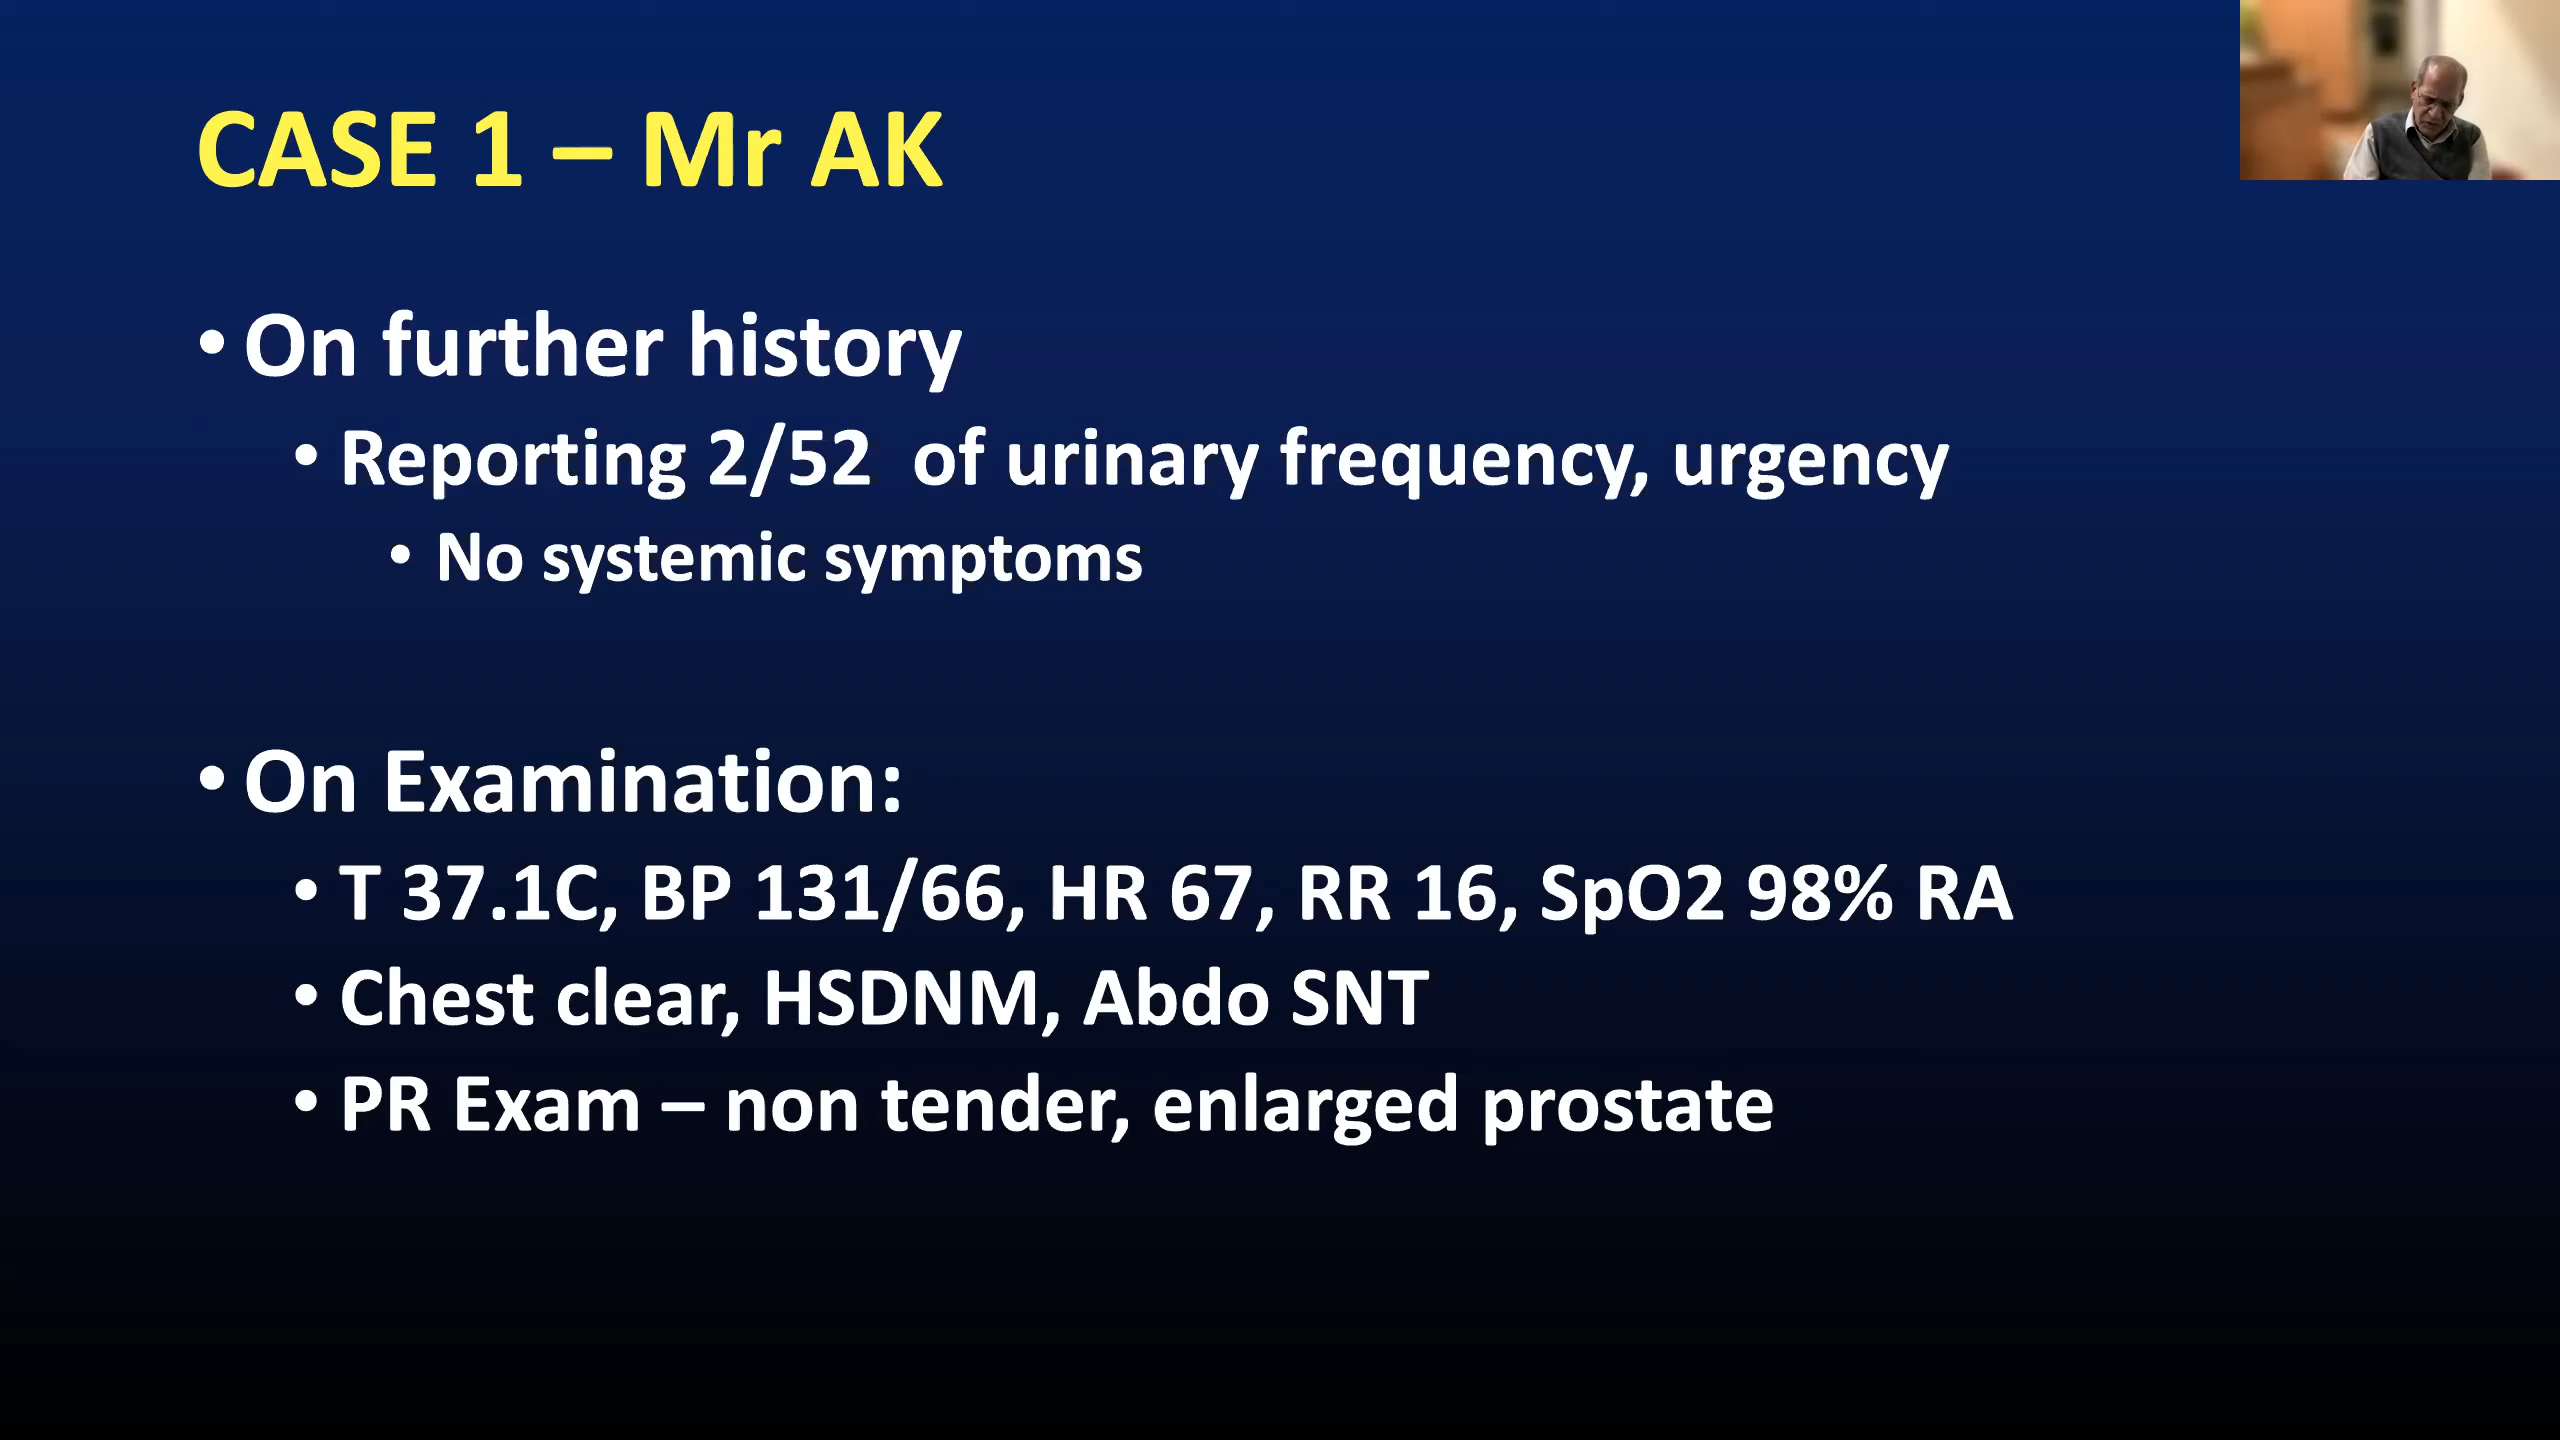 CASE 1 – Mr AK
• On further history
• Reporting 2/52 of urinary frequency, urgency
• No systemic symptoms
• On Examination:
• T 37.1C, BP 131/66, HR 67, RR 16, SpO2 98% RA
• Chest clear, HSDNM, Abdo SNT
• PR Exam – non tender, enlarged prostate